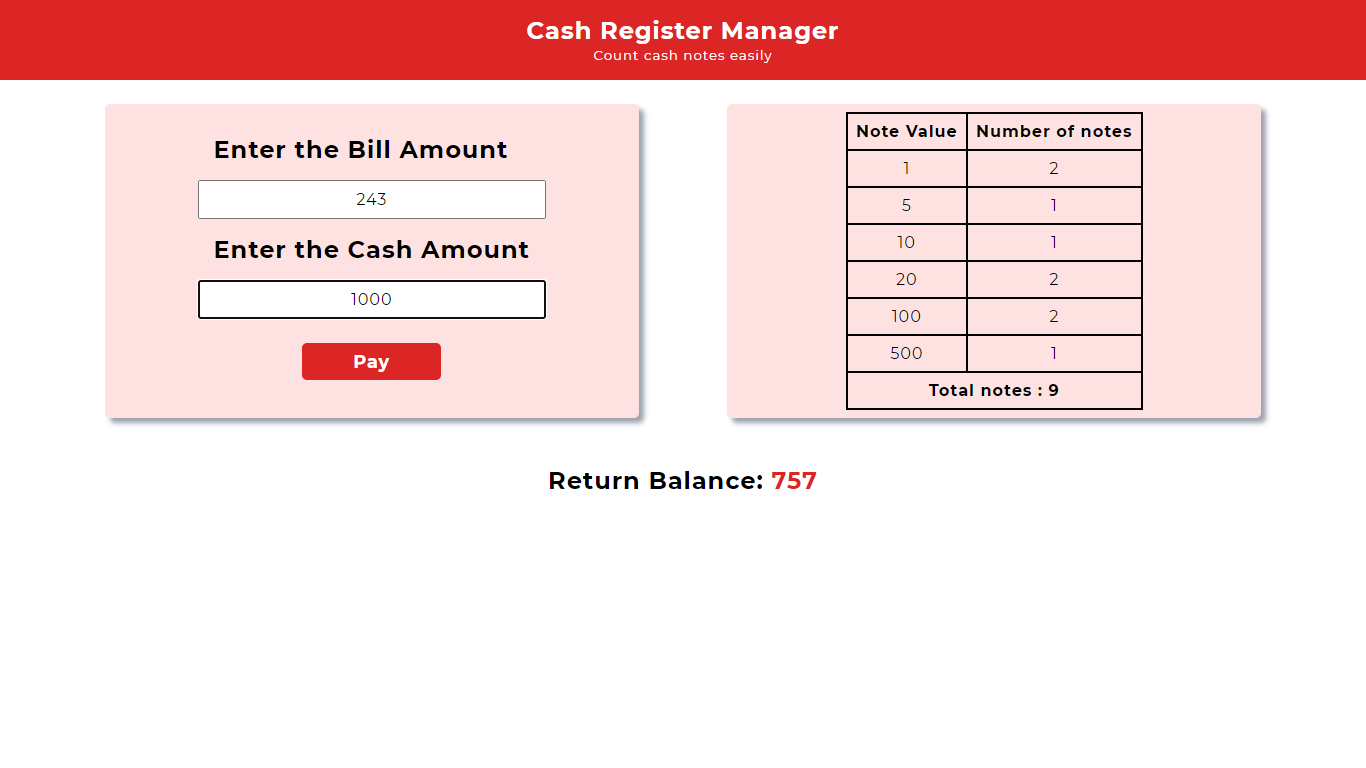 Cash Register Manager
Count cash notes easily
Enter the Bill Amount
243
Enter the Cash Amount
1000
Pay
Note Value Number of notes
1 2
5 1
10 1
20 2
100 2
500 1
Total notes : 9
Return Balance: 757